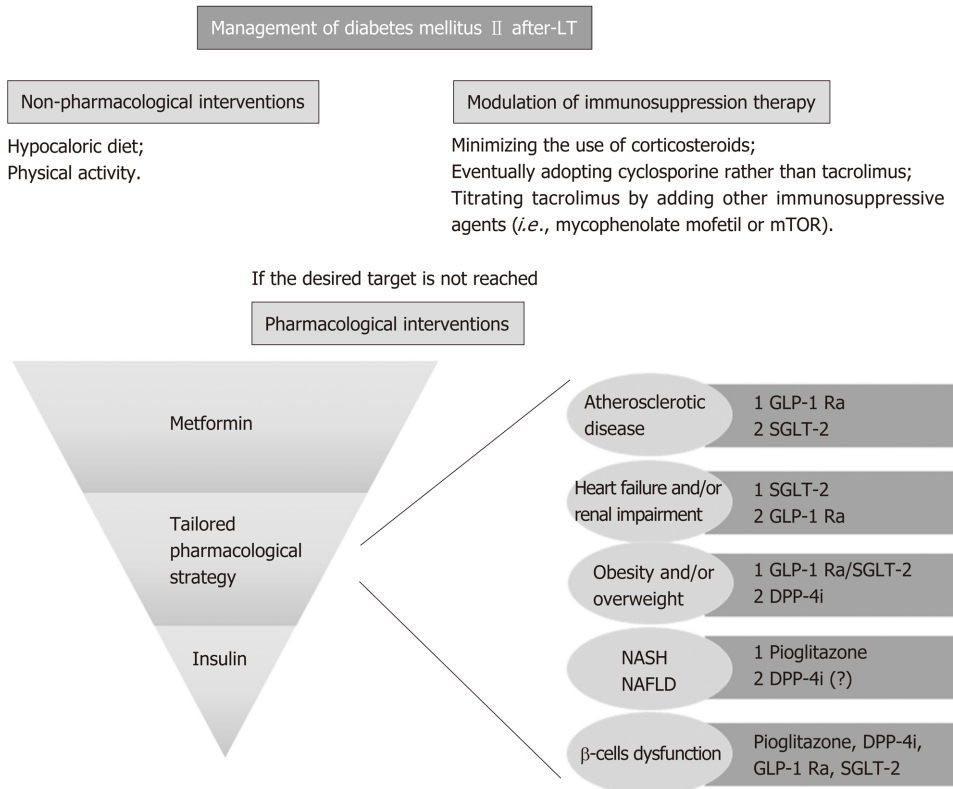 Management of diabetes mellitus Ⅱ after-LT
Non-pharmacological interventions
Hypocaloric diet;
Physical activity.
Modulation of immunosuppression therapy
Minimizing the use of corticosteroids;
Eventually adopting cyclosporine rather than tacrolimus;
Titrating tacrolimus by adding other immunosuppressive
agents (i.e., mycophenolate mofetil or mTOR).
If the desired target is not reached
Pharmacological interventions
Metformin
Tailored
pharmacological
strategy
Insulin
Atherosclerotic
disease
1 GLP-1 Ra
2 SGLT-2
Heart failure and/or
renal impairment
1 SGLT-2
2 GLP-1 Ra
Obesity and/or
overweight
1 GLP-1 Ra/SGLT-2
2 DPP-4i
NASH
NAFLD
1 Pioglitazone
2 DPP-4i (?)
β-cells dysfunction
Pioglitazone, DPP-4i,
GLP-1 Ra, SGLT-2